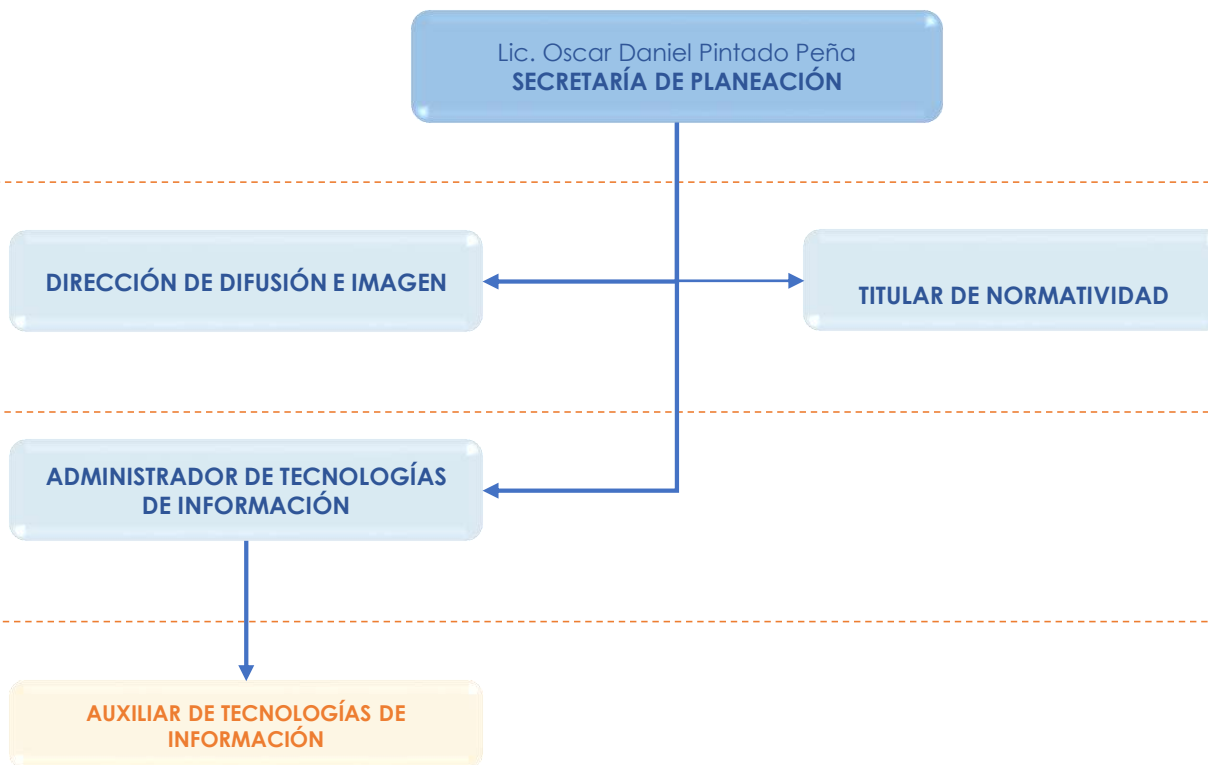 Lic. Oscar Daniel Pintado Peña
SECRETARÍA DE PLANEACIÓN
DIRECCIÓN DE DIFUSIÓN E IMAGEN
TITULAR DE NORMATIVIDAD
ADMINISTRADOR DE TECNOLOGÍAS
DE INFORMACIÓN
AUXILIAR DE TECNOLOGÍAS DE
INFORMACIÓN